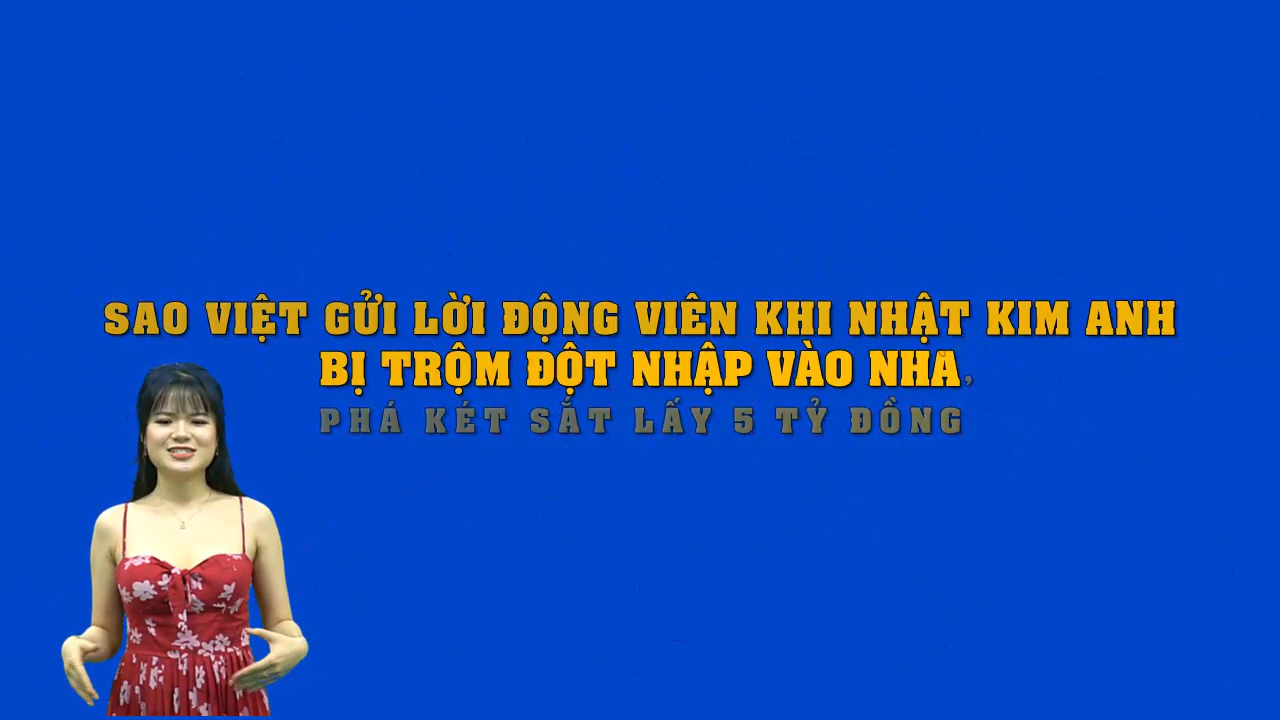 SAO VIỆT GỬI LỜI ĐỘNG VIÊN KHI NHẬT KIM ANH
BỊ TRỘM ĐỘT NHẬP VÀO NHÀ,
PHÁ KÉT SẮT LẤY 5 TỶ ĐỒNG